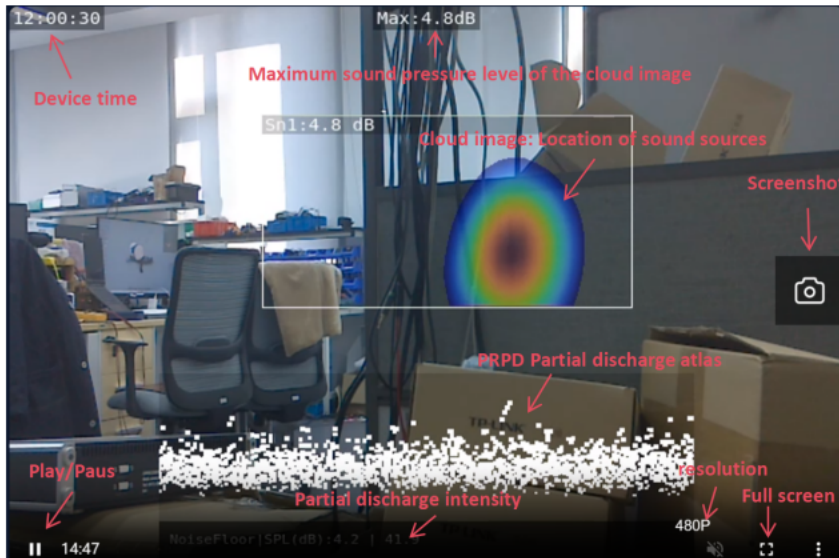 12:00:30
Max:4.8dB
Maximum sound pressure level of the cloud image
Device time
Sn1:4.8 dB
Cloud image: Location of sound sources
Screenshot
PRPD Partial discharge atlas
TP-LINK
Play/Paus
resolution
Partial discharge intensity
Full screen
480P
NoiseFloor|SPL(dB):4.2 | 41.
14:47